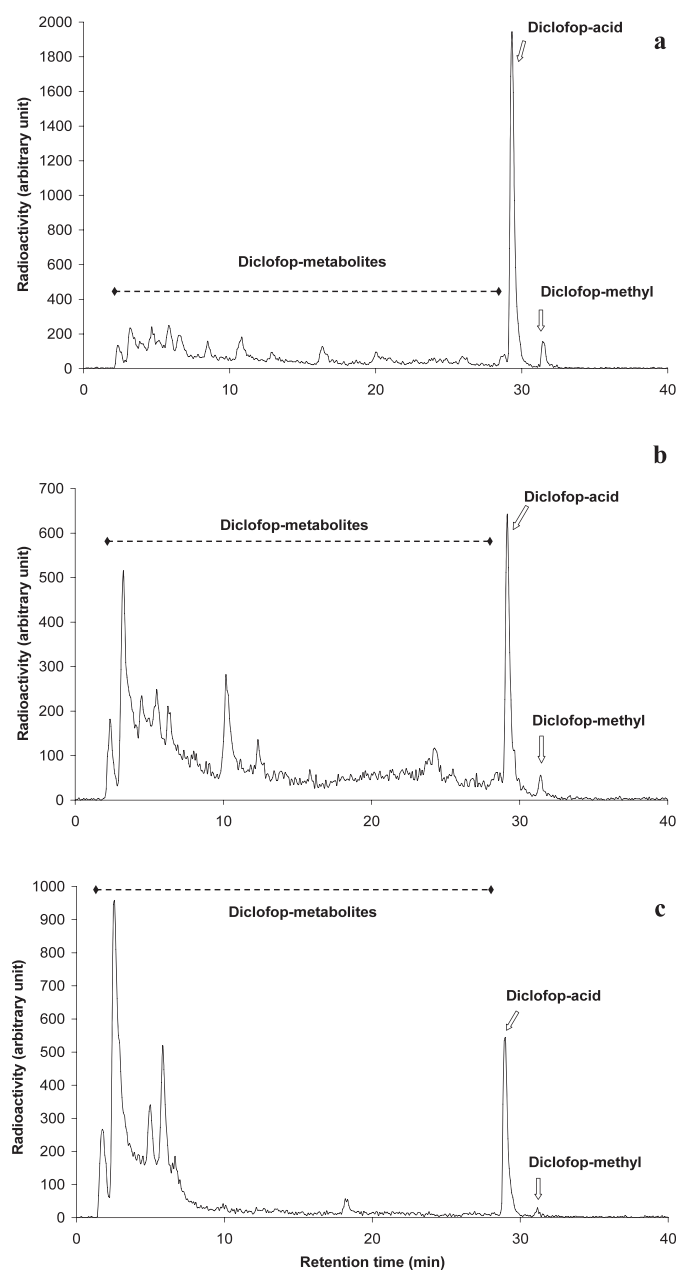 a
Radioactivity (arbitrary unit)
2000
1800
1600
1400
1200
1000
800
600
400
200
0
Diclofop-acid
Diclofop-metabolites
Diclofop-methyl
0 10 20 30 40
b
Radioactivity (arbitrary unit)
700
600
500
400
300
200
100
0
Diclofop-acid
Diclofop-metabolites
Diclofop-methyl
0 10 20 30 40
c
Radioactivity (arbitrary unit)
1000
900
800
700
600
500
400
300
200
100
0
Diclofop-metabolites
Diclofop-acid
Diclofop-methyl
0 10 20 30 40
Retention time (min)